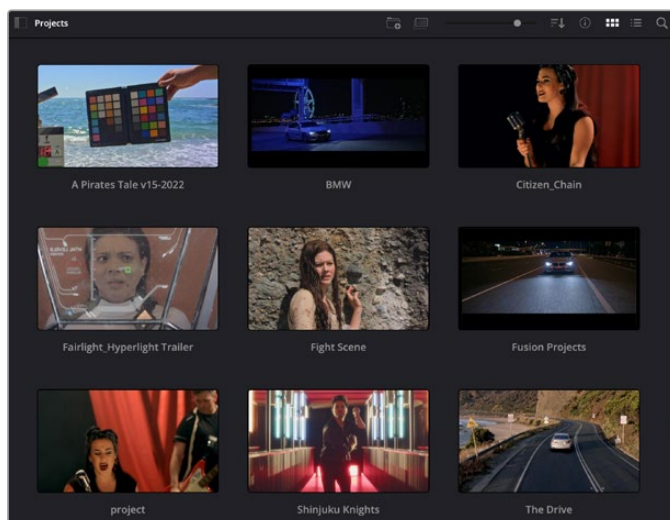 Projects
A Pirates Tale v15-2022
BMW
Citizen_Chain
Fairlight_Hyperlight Trailer
Fight Scene
Fusion Projects
project
Shinjuku Knights
The Drive